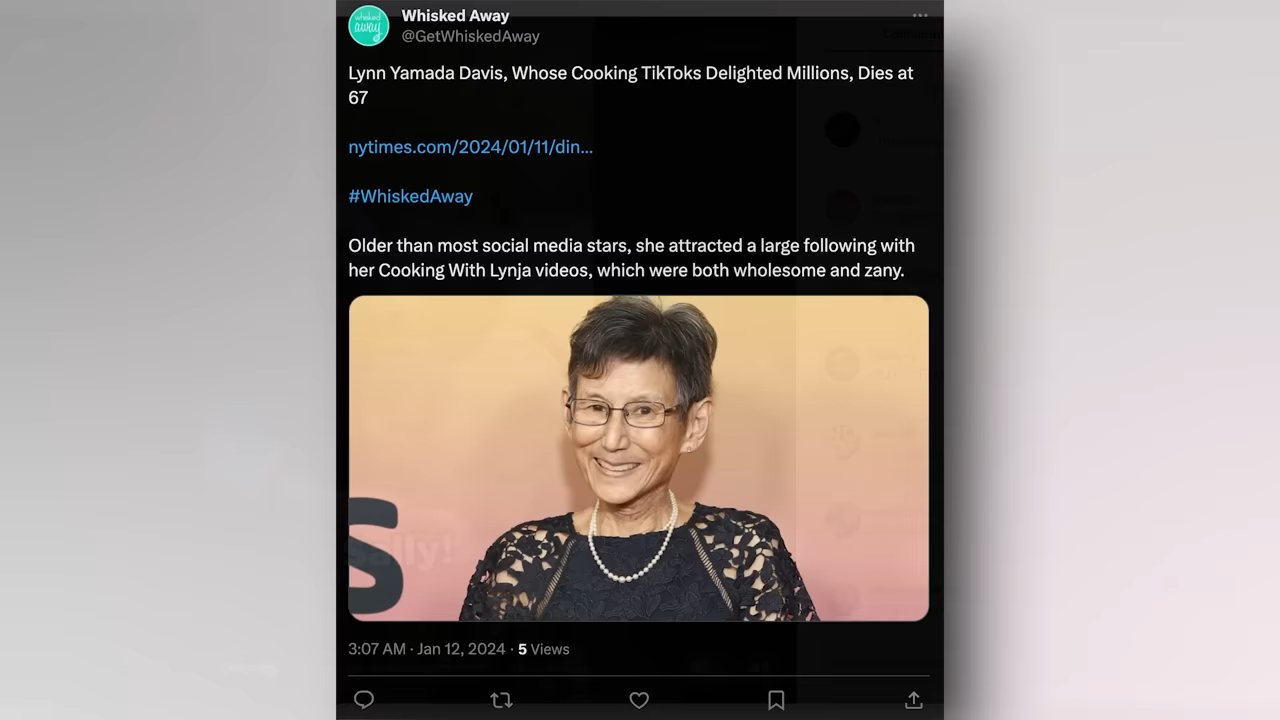 whisked
away
Whisked Away
@GetWhiskedAway
Lynn Yamada Davis, Whose Cooking TikToks Delighted Millions, Dies at
67
nytimes.com/2024/01/11/din...
#WhiskedAway
Older than most social media stars, she attracted a large following with
her Cooking With Lynja videos, which were both wholesome and zany.
S
3:07 AM · Jan 12, 2024 · 5 Views